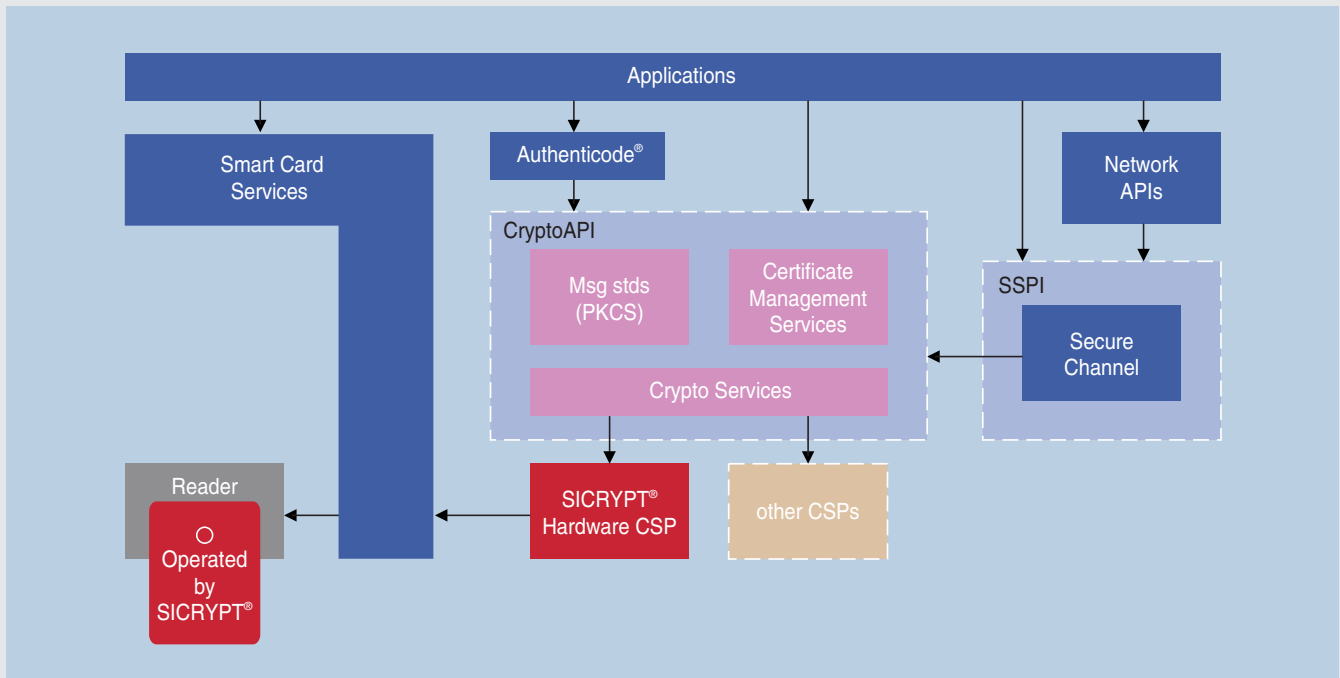 Applications
Smart Card
Services
Authenticode®
Network
APIs
CryptoAPI
Msg stds
(PKCS)
Certificate
Management
Services
Crypto Services
SSPI
Secure
Channel
Reader
Operated
by
SICRYPT®
SICRYPT®
Hardware CSP
other CSPs